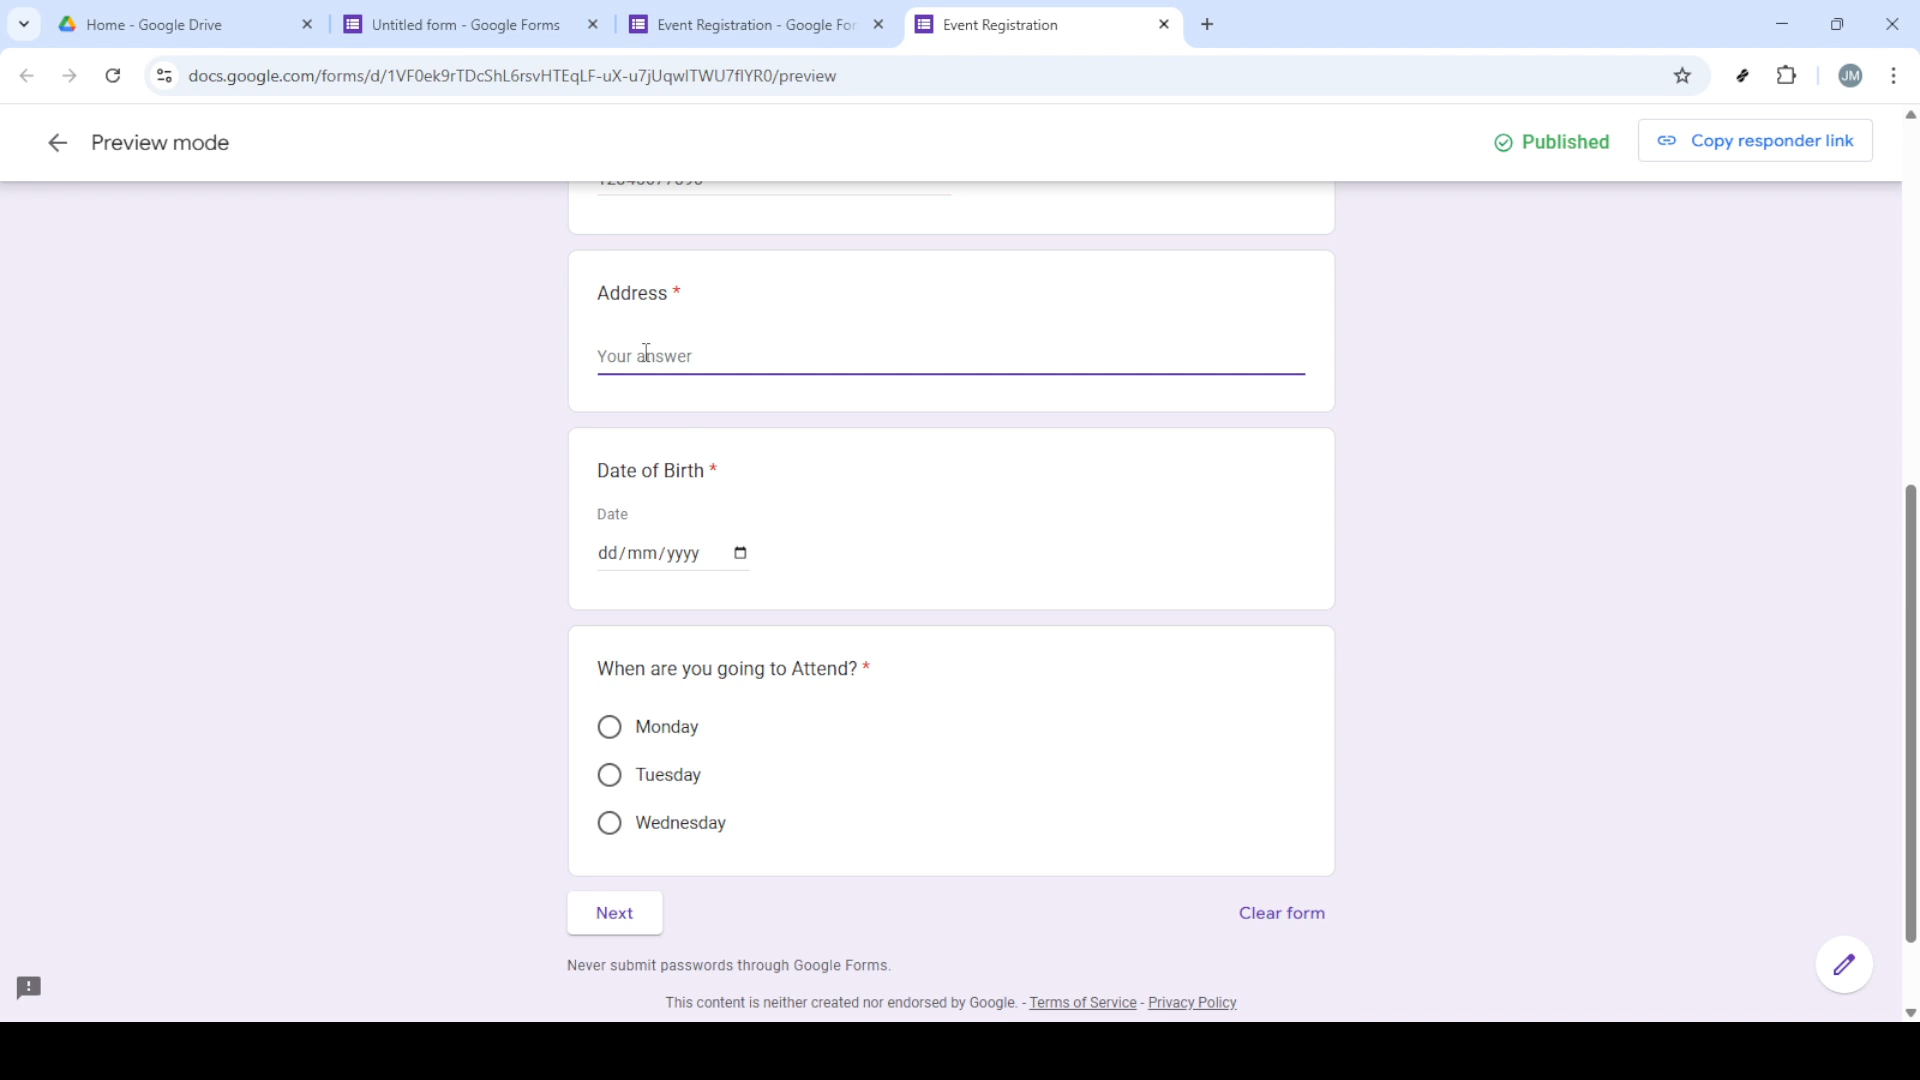 Home - Google Drive
Untitled form - Google Forms
Event Registration - Google For
Event Registration
docs.google.com/forms/d/1VF0ek9rTDcShL6rsvHTEqLF-uX-u7jUqwITWU7fIYR0/preview
JM
Preview mode
Published
Copy responder link
Address *
Your answer
Date of Birth *
Date
dd/mm/yyyy
When are you going to Attend? *
Monday
Tuesday
Wednesday
Next
Clear form
Never submit passwords through Google Forms.
This content is neither created nor endorsed by Google. - Terms of Service - Privacy Policy